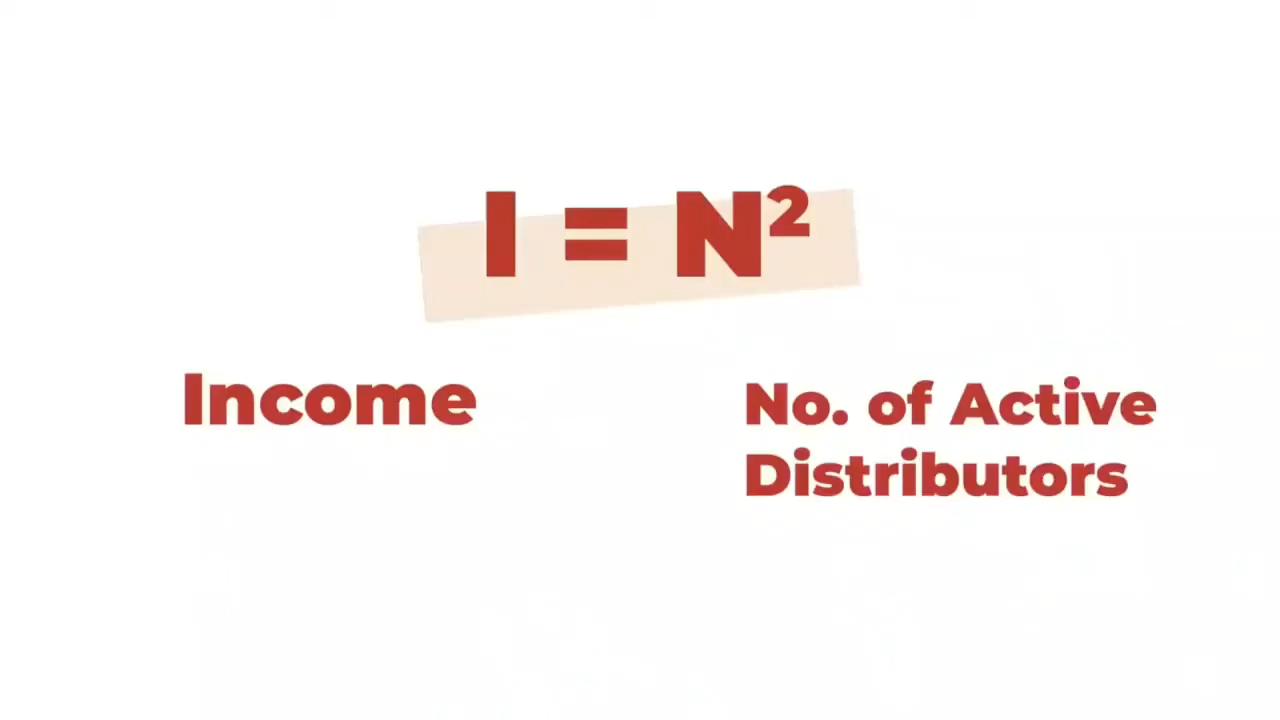 I = N²
Income
No. of Active
Distributors